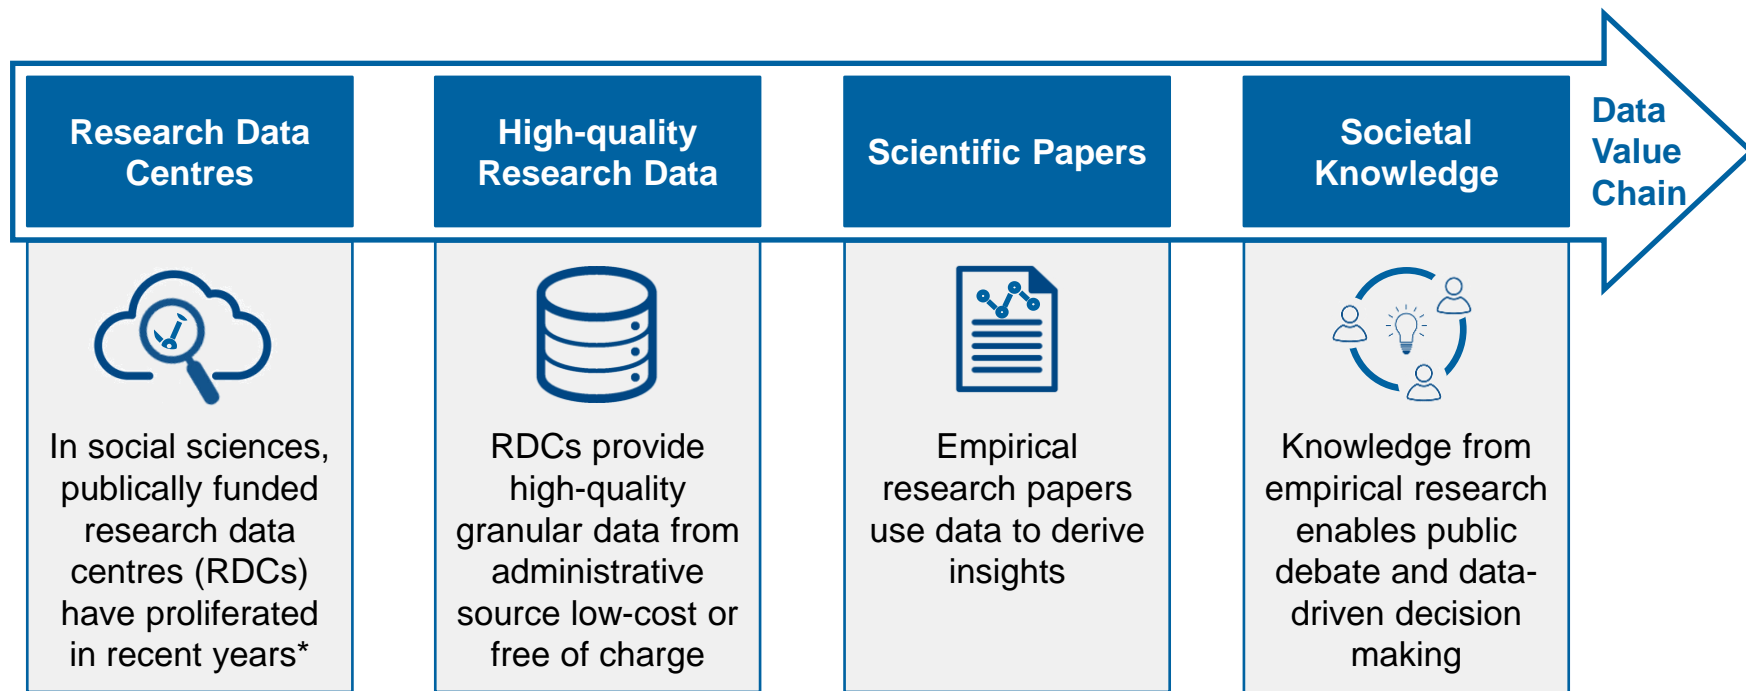 Research Data
Centres
High-quality
Research Data
Scientific Papers
Societal
Knowledge
Data
Value
Chain
In social sciences,
publically funded
research data
centres (RDCs)
have proliferated
in recent years*
RDCs provide
high-quality
granular data from
administrative
source low-cost or
free of charge
Empirical
research papers
use data to derive
insights
Knowledge from
empirical research
enables public
debate and data-
driven decision
making